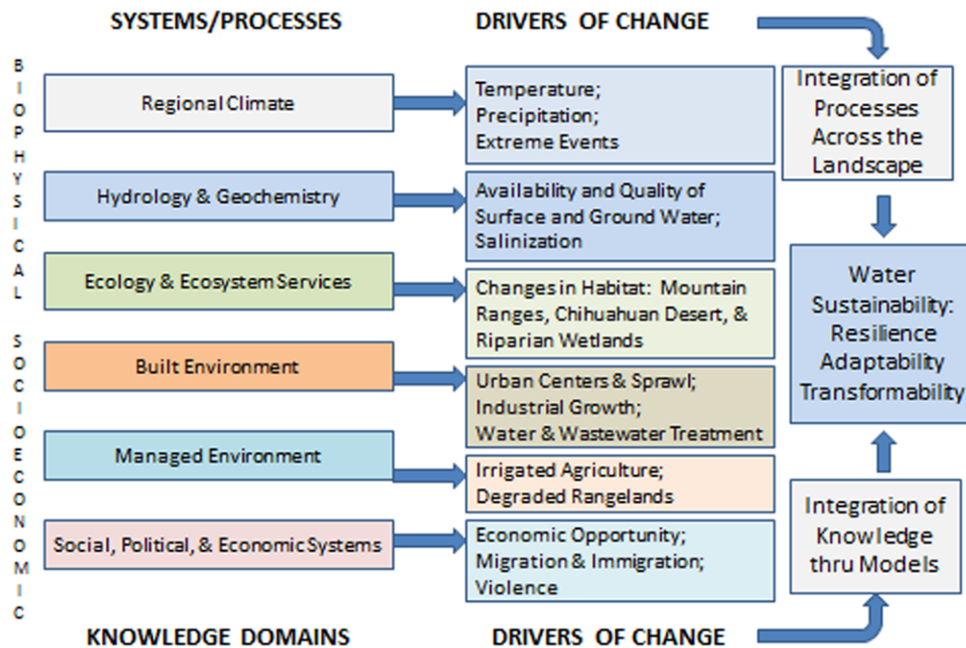 SYSTEMS/PROCESSES
DRIVERS OF CHANGE
BIOPHYSICAL
SOCIOECONOMIC
Regional Climate
Temperature;
Precipitation;
Extreme Events
Hydrology & Geochemistry
Availability and Quality of
Surface and Ground Water;
Salinization
Ecology & Ecosystem Services
Changes in Habitat: Mountain
Ranges, Chihuahuan Desert, &
Riparian Wetlands
Built Environment
Urban Centers & Sprawl;
Industrial Growth;
Water & Wastewater Treatment
Managed Environment
Irrigated Agriculture;
Degraded Rangelands
Social, Political, & Economic Systems
Economic Opportunity;
Migration & Immigration;
Violence
Integration of
Processes
Across the
Landscape
Water
Sustainability:
Resilience
Adaptability
Transformability
Integration of
Knowledge
thru Models
KNOWLEDGE DOMAINS
DRIVERS OF CHANGE